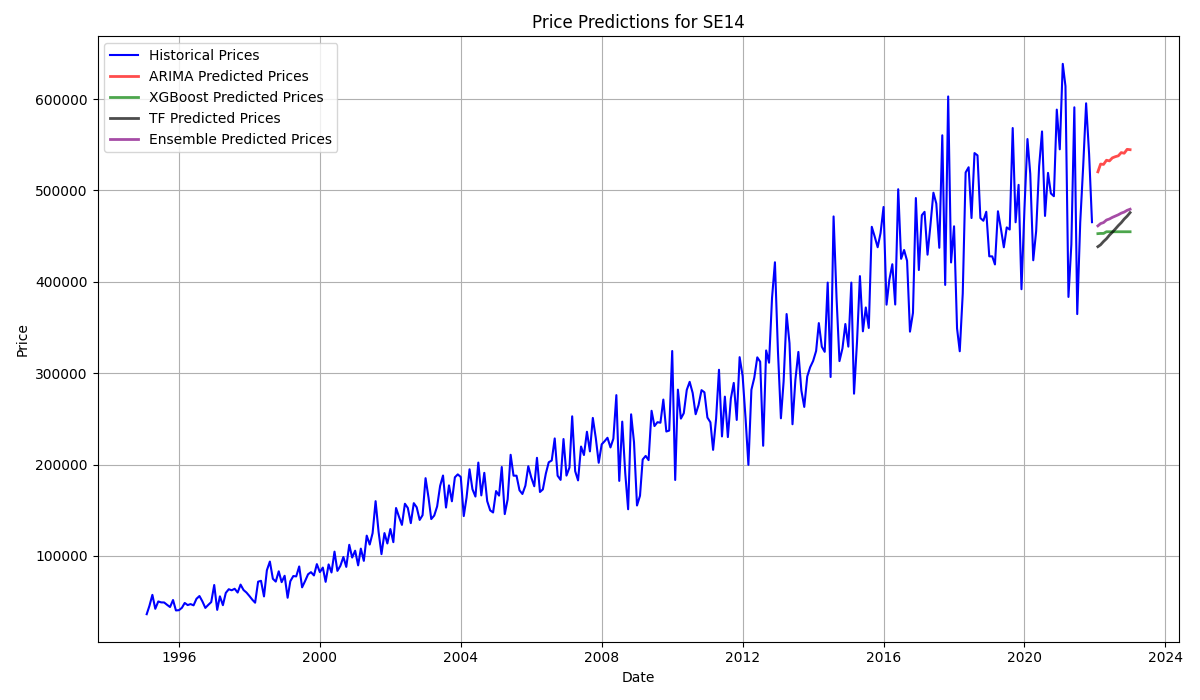 Price Predictions for SE14
Historical Prices
ARIMA Predicted Prices
XGBoost Predicted Prices
TF Predicted Prices
Ensemble Predicted Prices
600000
500000
400000
300000
200000
100000
Price
1996 2000 2004 2008 2012 2016 2020 2024
Date